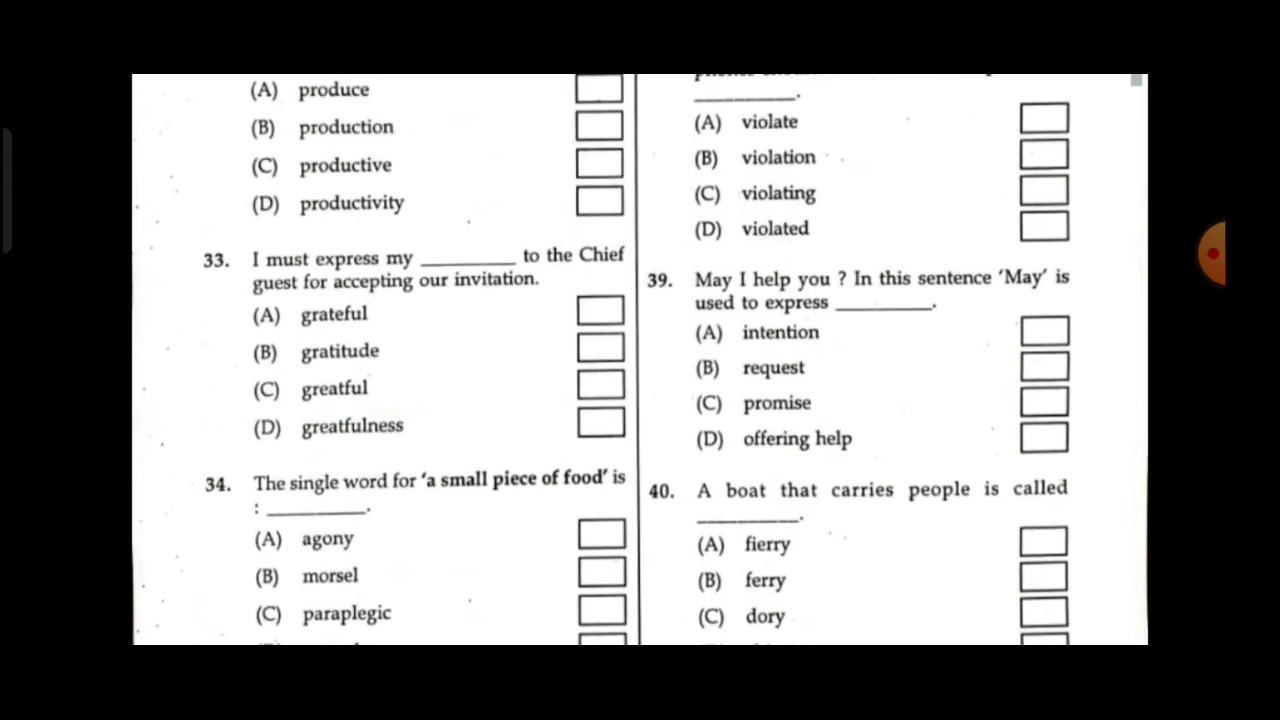 (A) produce
(B) production
(C) productive
(D) productivity
33. I must express my __________ to the Chief
guest for accepting our invitation.
(A) grateful
(B) gratitude
(C) greatful
(D) greatfulness
34. The single word for 'a small piece of food' is
: __________.
(A) agony
(B) morsel
(C) paraplegic
__________.
(A) violate
(B) violation
(C) violating
(D) violated
39. May I help you ? In this sentence 'May' is
used to express __________.
(A) intention
(B) request
(C) promise
(D) offering help
40. A boat that carries people is called
__________.
(A) fierry
(B) ferry
(C) dory